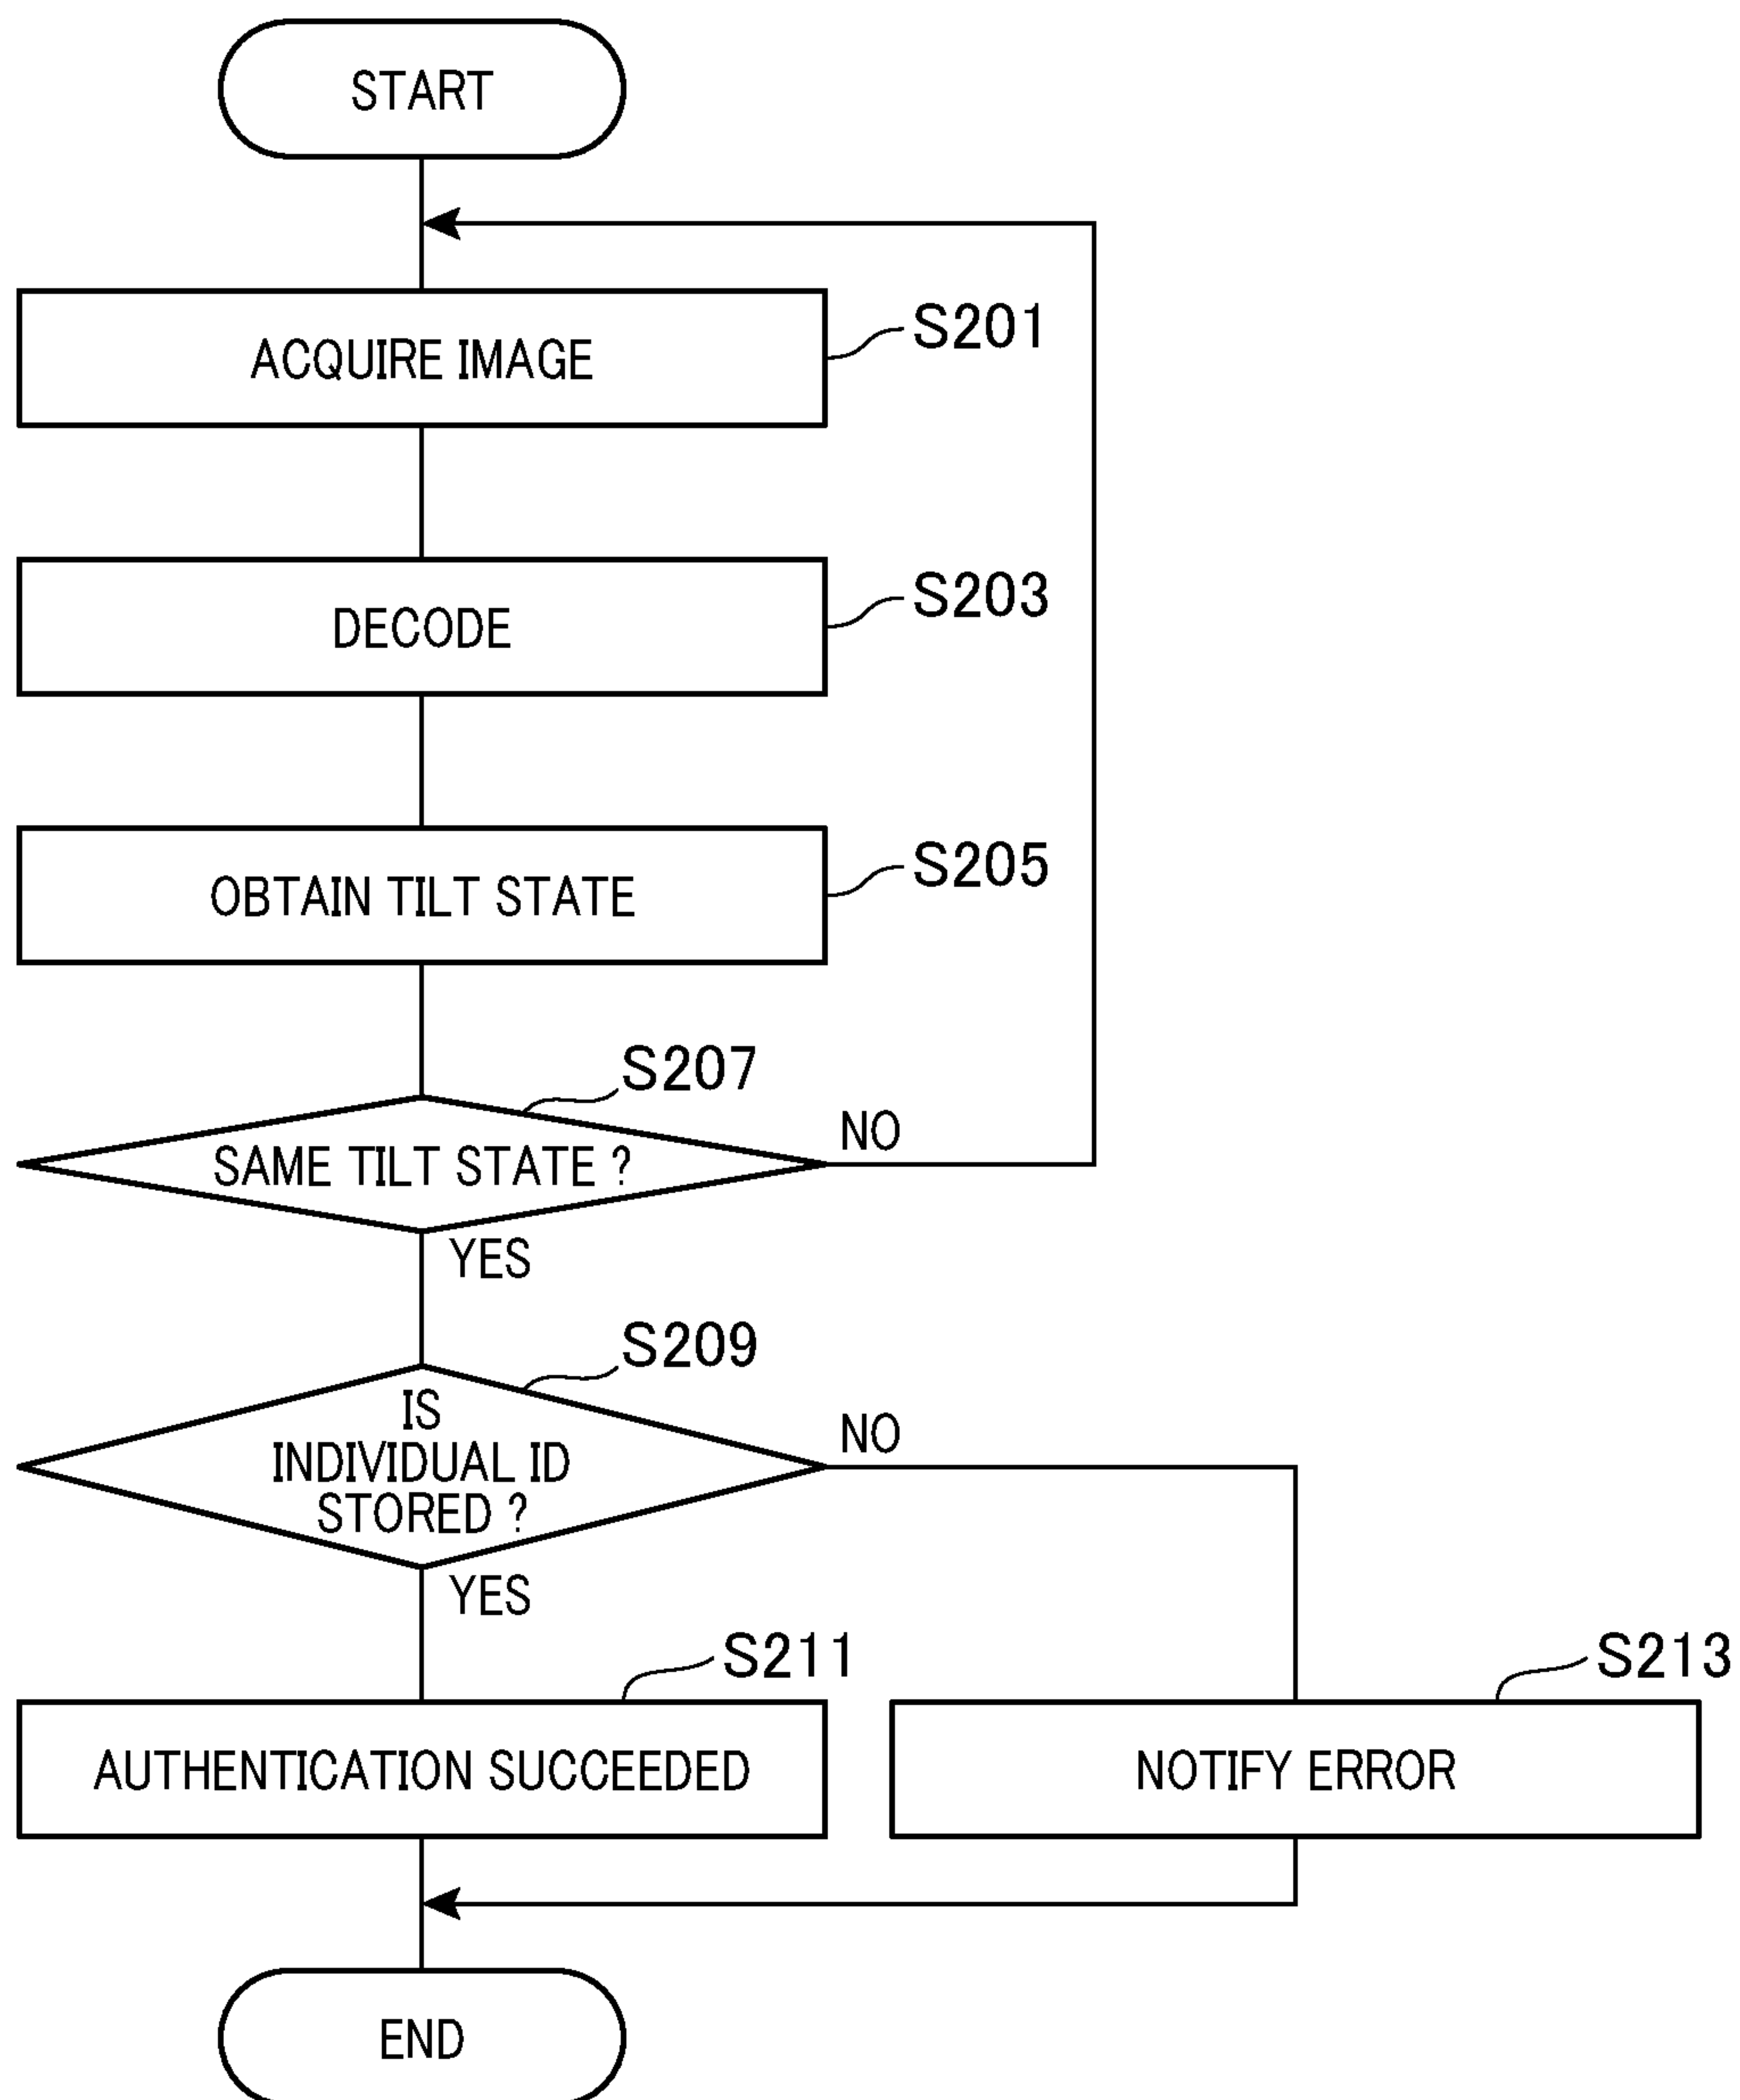 START
ACQUIRE IMAGE
S201
DECODE
S203
OBTAIN TILT STATE
S205
S207
SAME TILT STATE ?
NO
YES
S209
IS
INDIVIDUAL ID
STORED ?
NO
YES
S211
AUTHENTICATION SUCCEEDED
S213
NOTIFY ERROR
END